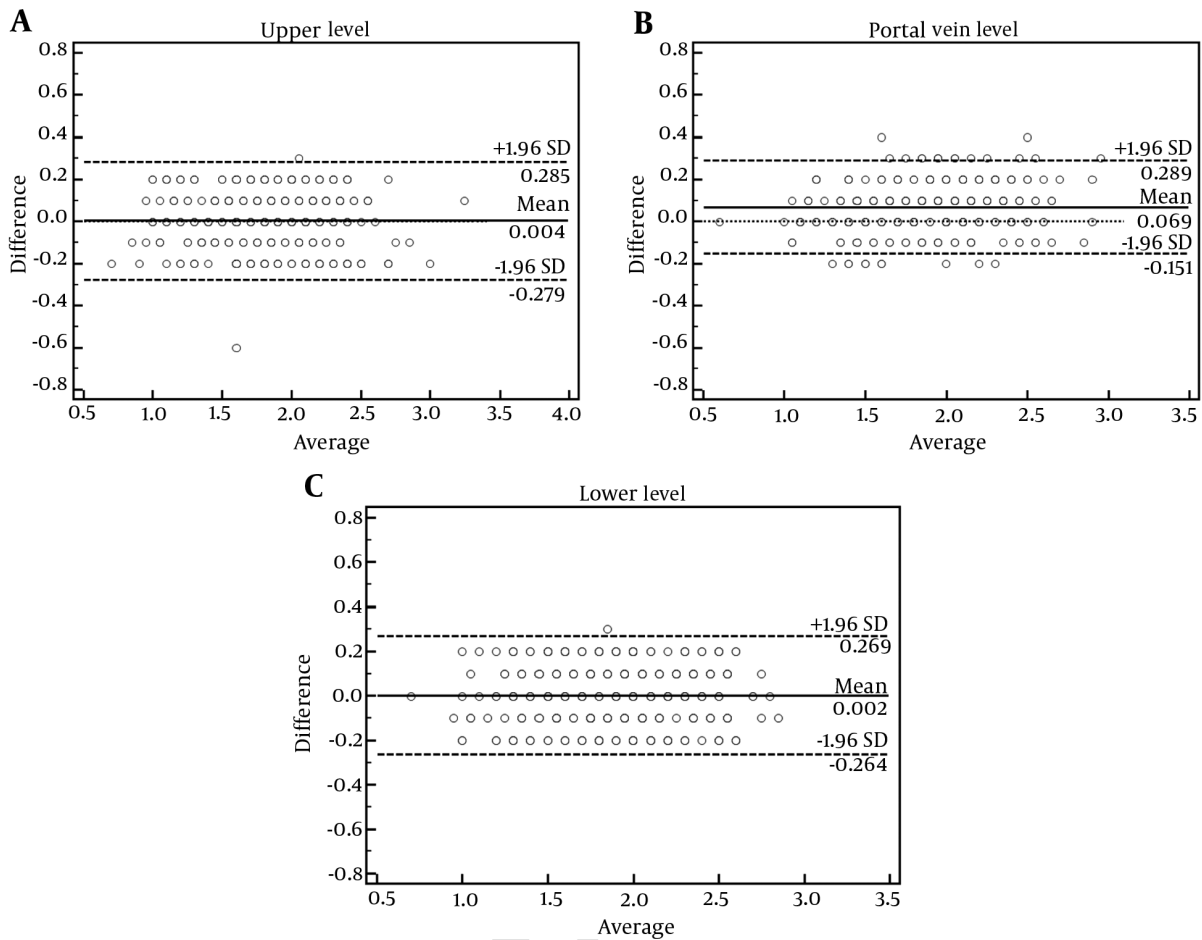 A
Upper level
0.8
0.6
0.4
0.2
0.0
-0.2
-0.4
-0.6
-0.8
Difference
+1.96 SD
0.285
Mean
0.004
-1.96 SD
-0.279
0.5 1.0 1.5 2.0 2.5 3.0 3.5 4.0
Average
B
Portal vein level
0.8
0.6
0.4
0.2
0.0
-0.2
-0.4
-0.6
-0.8
Difference
+1.96 SD
0.289
Mean
0.069
-1.96 SD
-0.151
0.5 1.0 1.5 2.0 2.5 3.0 3.5
Average
C
Lower level
0.8
0.6
0.4
0.2
0.0
-0.2
-0.4
-0.6
-0.8
Difference
+1.96 SD
0.269
Mean
0.002
-1.96 SD
-0.264
0.5 1.0 1.5 2.0 2.5 3.0 3.5
Average